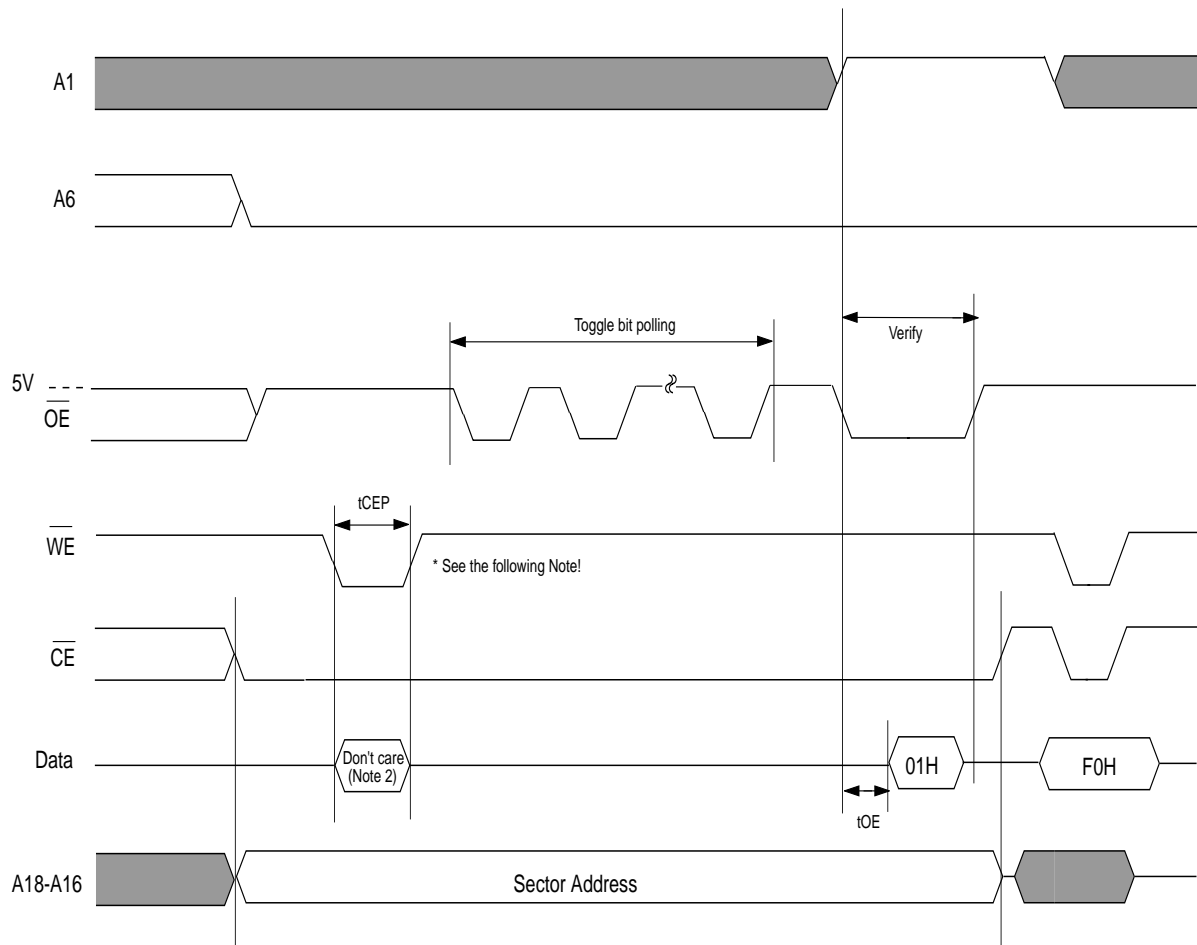 A1
A6
Toggle bit polling
Verify
5V
OE
tCEP
WE
* See the following Note!
CE
Data
Don't care
(Note 2)
01H
F0H
tOE
A18-A16
Sector Address